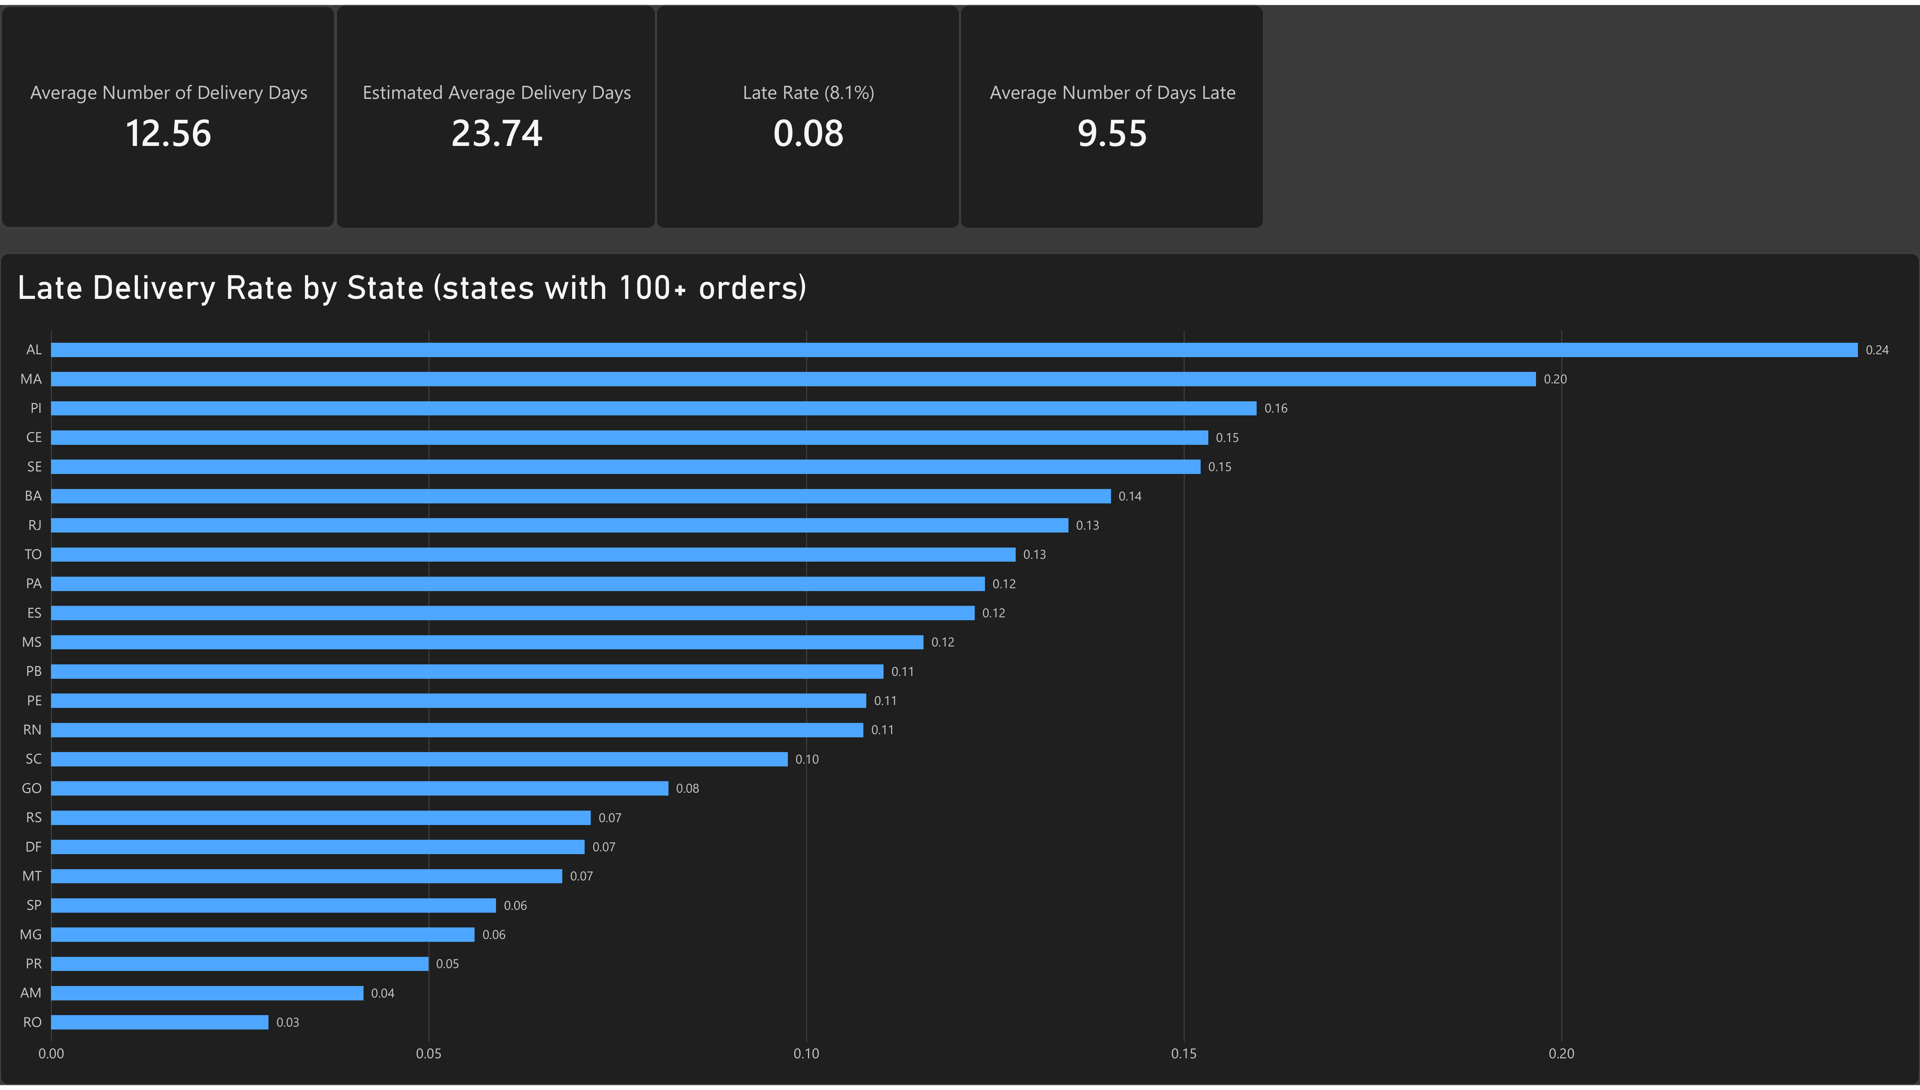 Average Number of Delivery Days
12.56
Estimated Average Delivery Days
23.74
Late Rate (8.1%)
0.08
Average Number of Days Late
9.55
Late Delivery Rate by State (states with 100+ orders)
AL 0.24
MA 0.20
PI 0.16
CE 0.15
SE 0.15
BA 0.14
RJ 0.13
TO 0.13
PA 0.12
ES 0.12
MS 0.12
PB 0.11
PE 0.11
RN 0.11
SC 0.10
GO 0.08
RS 0.07
DF 0.07
MT 0.07
SP 0.06
MG 0.06
PR 0.05
AM 0.04
RO 0.03
0.00 0.05 0.10 0.15 0.20